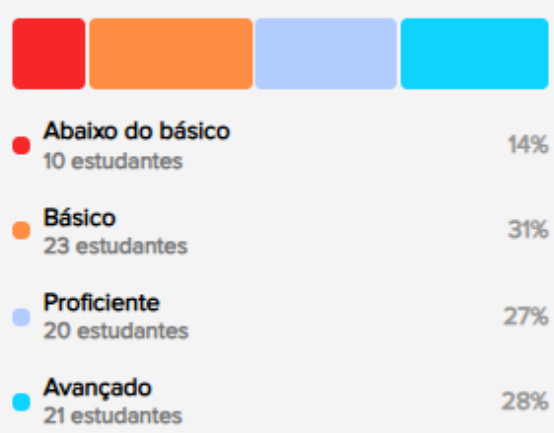 Abaixo do básico
10 estudantes
14%
Básico
23 estudantes
31%
Proficiente
20 estudantes
27%
Avançado
21 estudantes
28%